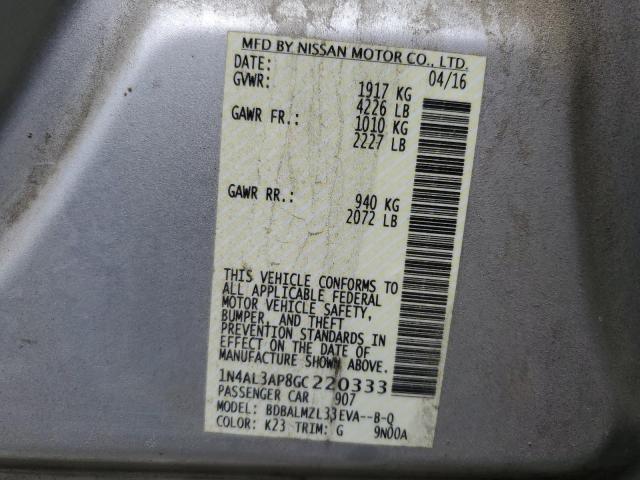 MFD BY NISSAN MOTOR CO., LTD.
DATE: 04/16
GVWR: 1917 KG
4226 LB
GAWR FR.: 1010 KG
2227 LB
GAWR RR.: 940 KG
2072 LB
THIS VEHICLE CONFORMS TO
ALL APPLICABLE FEDERAL
MOTOR VEHICLE SAFETY,
BUMPER, AND THEFT
PREVENTION STANDARDS IN
EFFECT ON THE DATE OF
MANUFACTURE SHOWN ABOVE.
1N4AL3AP8GC220333
PASSENGER CAR 907
MODEL: BDBALMZL33EVA--B-Q
COLOR: K23 TRIM: G 9N00A